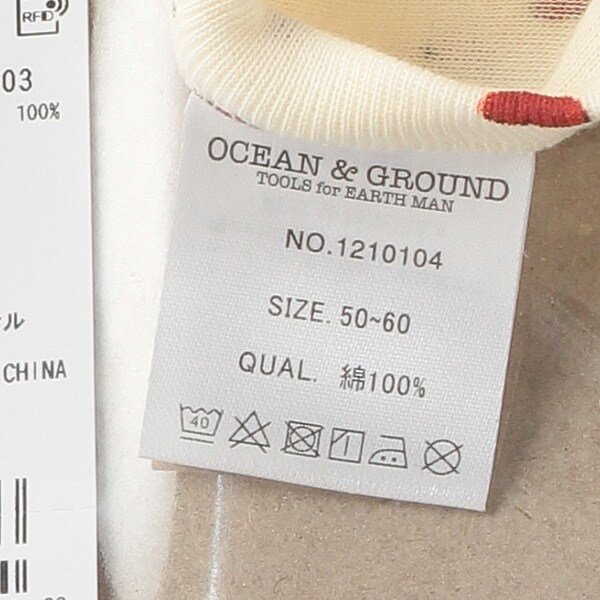 RFID
03
100%
ル
CHINA
OCEAN & GROUND
TOOLS for EARTH MAN
NO.1210104
SIZE. 50~60
QUAL. 綿100%
40